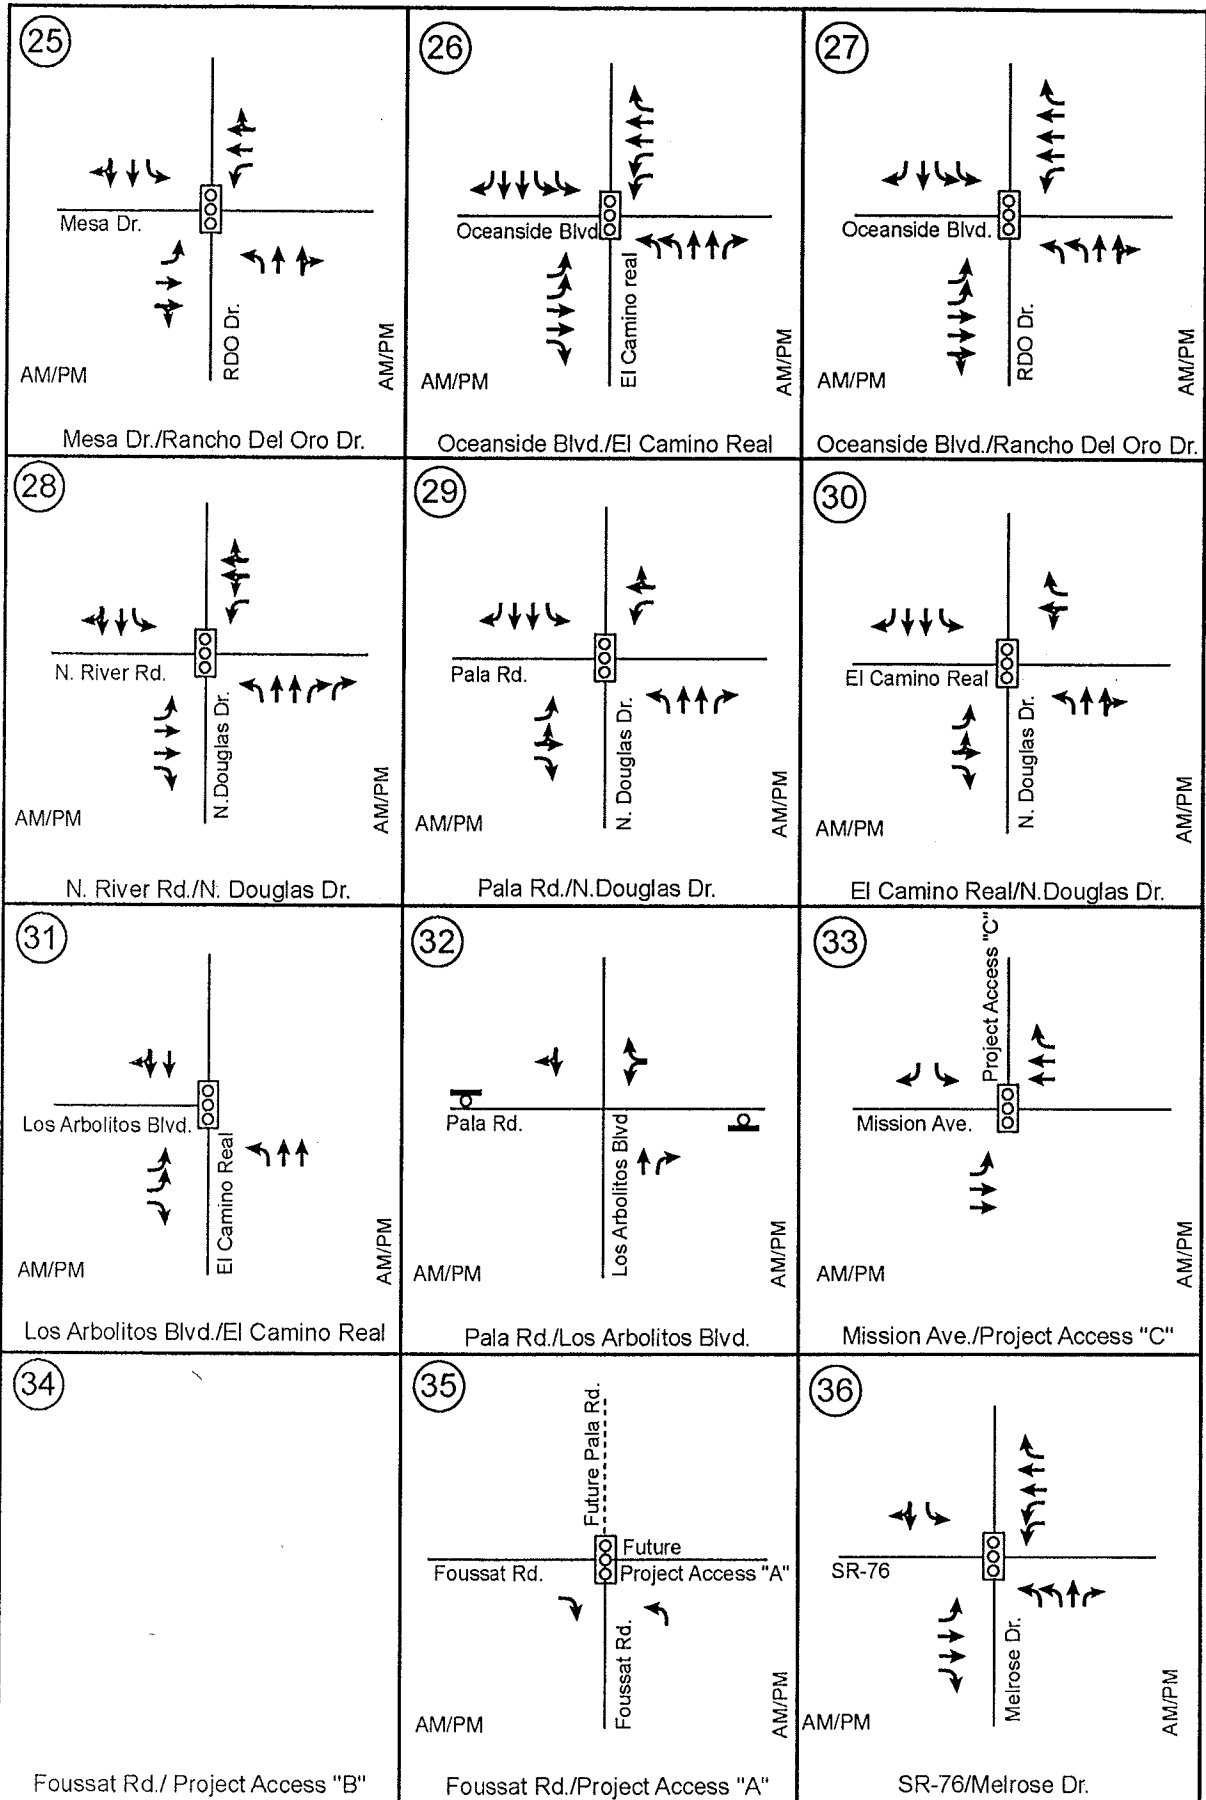 25
Mesa Dr.
RDO Dr.
AM/PM
AM/PM
Mesa Dr./Rancho Del Oro Dr.
26
Oceanside Blvd.
El Camino real
AM/PM
AM/PM
Oceanside Blvd./El Camino Real
27
Oceanside Blvd.
RDO Dr.
AM/PM
AM/PM
Oceanside Blvd./Rancho Del Oro Dr.
28
N. River Rd.
N.Douglas Dr.
AM/PM
AM/PM
N. River Rd./N. Douglas Dr.
29
Pala Rd.
N. Douglas Dr.
AM/PM
AM/PM
Pala Rd./N.Douglas Dr.
30
El Camino Real
N. Douglas Dr.
AM/PM
AM/PM
El Camino Real/N.Douglas Dr.
31
Los Arbolitos Blvd.
El Camino Real
AM/PM
AM/PM
Los Arbolitos Blvd./El Camino Real
32
Pala Rd.
Los Arbolitos Blvd
AM/PM
AM/PM
Pala Rd./Los Arbolitos Blvd.
33
Project Access "C"
Mission Ave.
AM/PM
AM/PM
Mission Ave./Project Access "C"
34
Foussat Rd./ Project Access "B"
35
Future Pala Rd.
Future
Foussat Rd.
Project Access "A"
Foussat Rd.
AM/PM
AM/PM
Foussat Rd./Project Access "A"
36
SR-76
Melrose Dr.
AM/PM
AM/PM
SR-76/Melrose Dr.